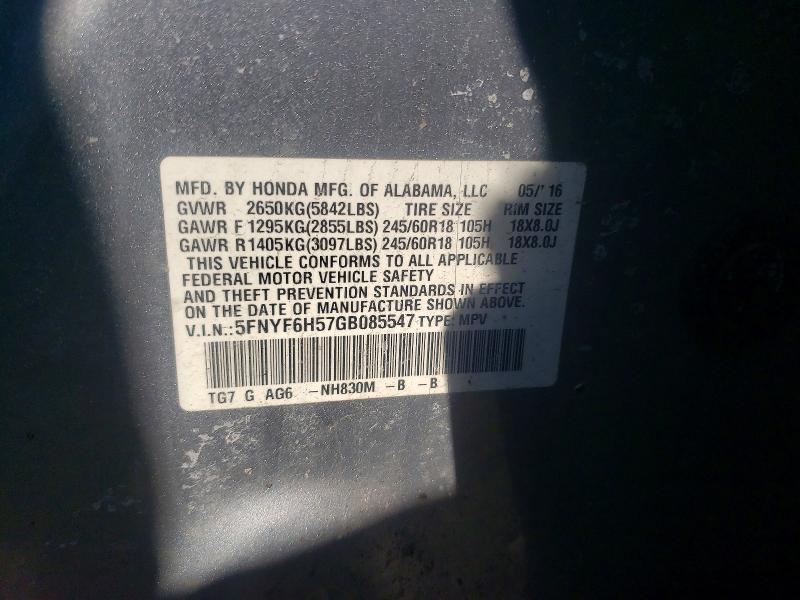 MFD. BY HONDA MFG. OF ALABAMA, LLC 05/'16
GVWR 2650KG(5842LBS) TIRE SIZE RIM SIZE
GAWR F 1295KG(2855LBS) 245/60R18 105H 18X8.0J
GAWR R 1405KG(3097LBS) 245/60R18 105H 18X8.0J
THIS VEHICLE CONFORMS TO ALL APPLICABLE
FEDERAL MOTOR VEHICLE SAFETY
AND THEFT PREVENTION STANDARDS IN EFFECT
ON THE DATE OF MANUFACTURE SHOWN ABOVE.
V.I.N.:5FNYF6H57GB085547 TYPE: MPV
TG7 G AG6 -NH830M -B -B